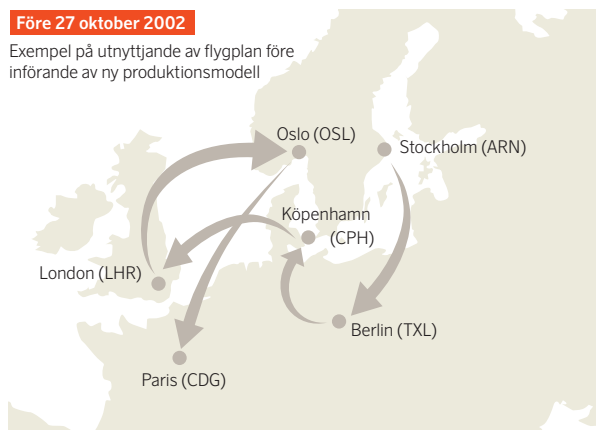 Före 27 oktober 2002
Exempel på utnyttjande av flygplan före
införande av ny produktionsmodell
Oslo (OSL)
Stockholm (ARN)
Köpenhamn
(CPH)
London (LHR)
Berlin (TXL)
Paris (CDG)